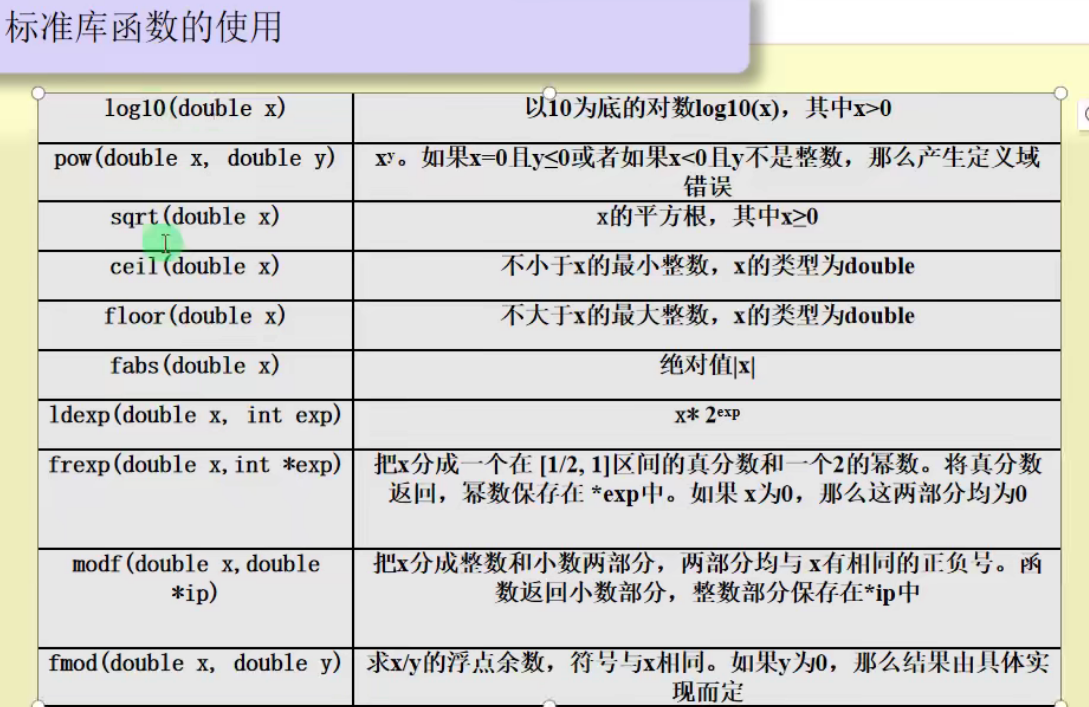 标准库函数的使用
log10(double x)
以10为底的对数log10(x)，其中x>0
pow(double x, double y)
xʸ。如果x=0且y≤0或者如果x<0且y不是整数，那么产生定义域
错误
sqrt(double x)
x的平方根，其中x≥0
ceil(double x)
不小于x的最小整数，x的类型为double
floor(double x)
不大于x的最大整数，x的类型为double
fabs(double x)
绝对值|x|
ldexp(double x, int exp)
x* 2ᵉˣᵖ
frexp(double x,int *exp)
把x分成一个在 [1/2, 1]区间的真分数和一个2的幂数。将真分数
返回，幂数保存在 *exp中。如果 x为0，那么这两部分均为0
modf(double x,double
*ip)
把x分成整数和小数两部分，两部分均与 x有相同的正负号。函
数返回小数部分，整数部分保存在*ip中
fmod(double x, double y)
求x/y的浮点余数，符号与x相同。如果y为0，那么结果由具体实
现而定